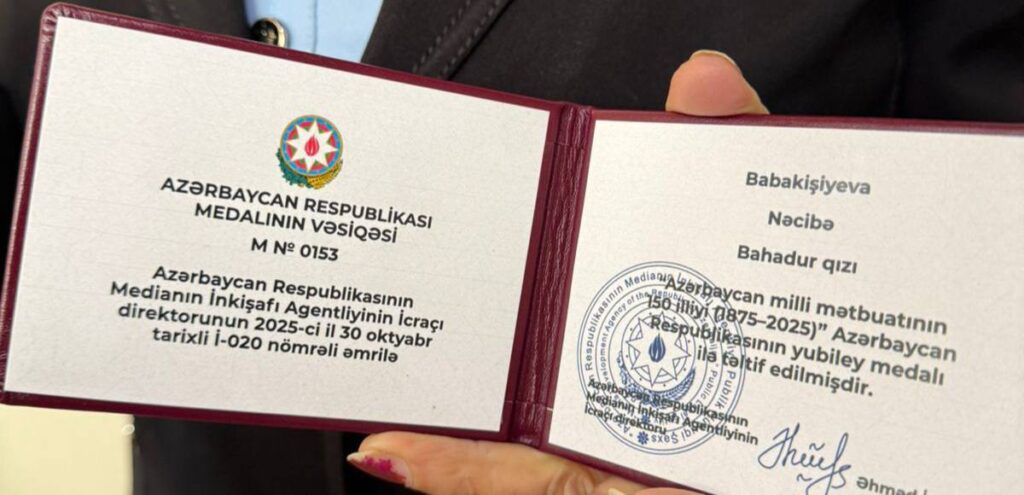 AZƏRBAYCAN RESPUBLİKASI
MEDALININ VƏSİQƏSİ
M № 0153
Azərbaycan Respublikasının
Medianın İnkişafı Agentliyinin İcraçı
direktorunun 2025-ci il 30 oktyabr
tarixli İ-020 nömrəli əmrilə
Babakişiyeva
Nəcibə
Bahadur qızı
"Azərbaycan milli mətbuatının
150 illiyi (1875–2025)" Azərbaycan
Respublikasının yubiley medalı
ilə təltif edilmişdir.
Azərbaycan Respublikasının
Medianın İnkişafı Agentliyinin
İcraçı direktoru
Əhməd